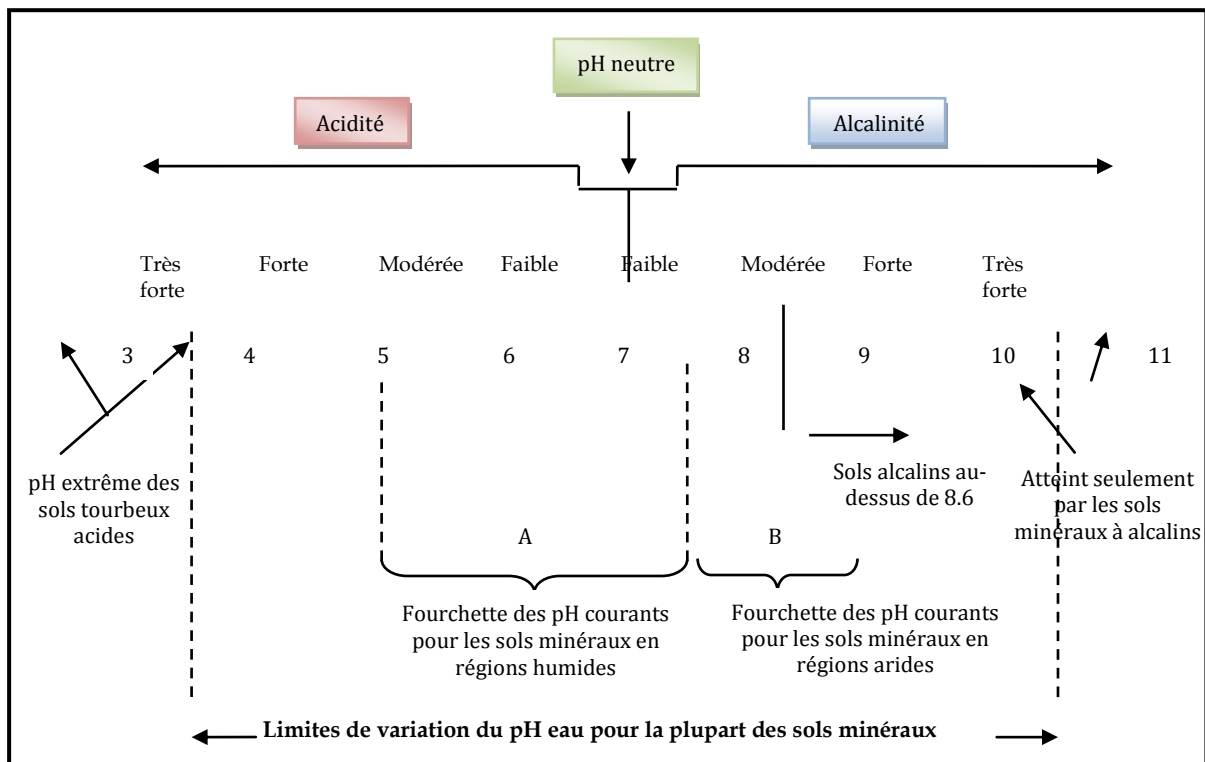 pH neutre
Acidité
Alcalinité
Très forte
Forte
Modérée
Faible
Faible
Modérée
Forte
Très forte
3 4 5 6 7 8 9 10 11
pH extrême des
sols tourbeux
acides
Sols alcalins au-
dessus de 8.6
Atteint seulement
par les sols
minéraux à alcalins
A
B
Fourchette des pH courants
pour les sols minéraux en
régions humides
Fourchette des pH courants
pour les sols minéraux en
régions arides
Limites de variation du pH eau pour la plupart des sols minéraux